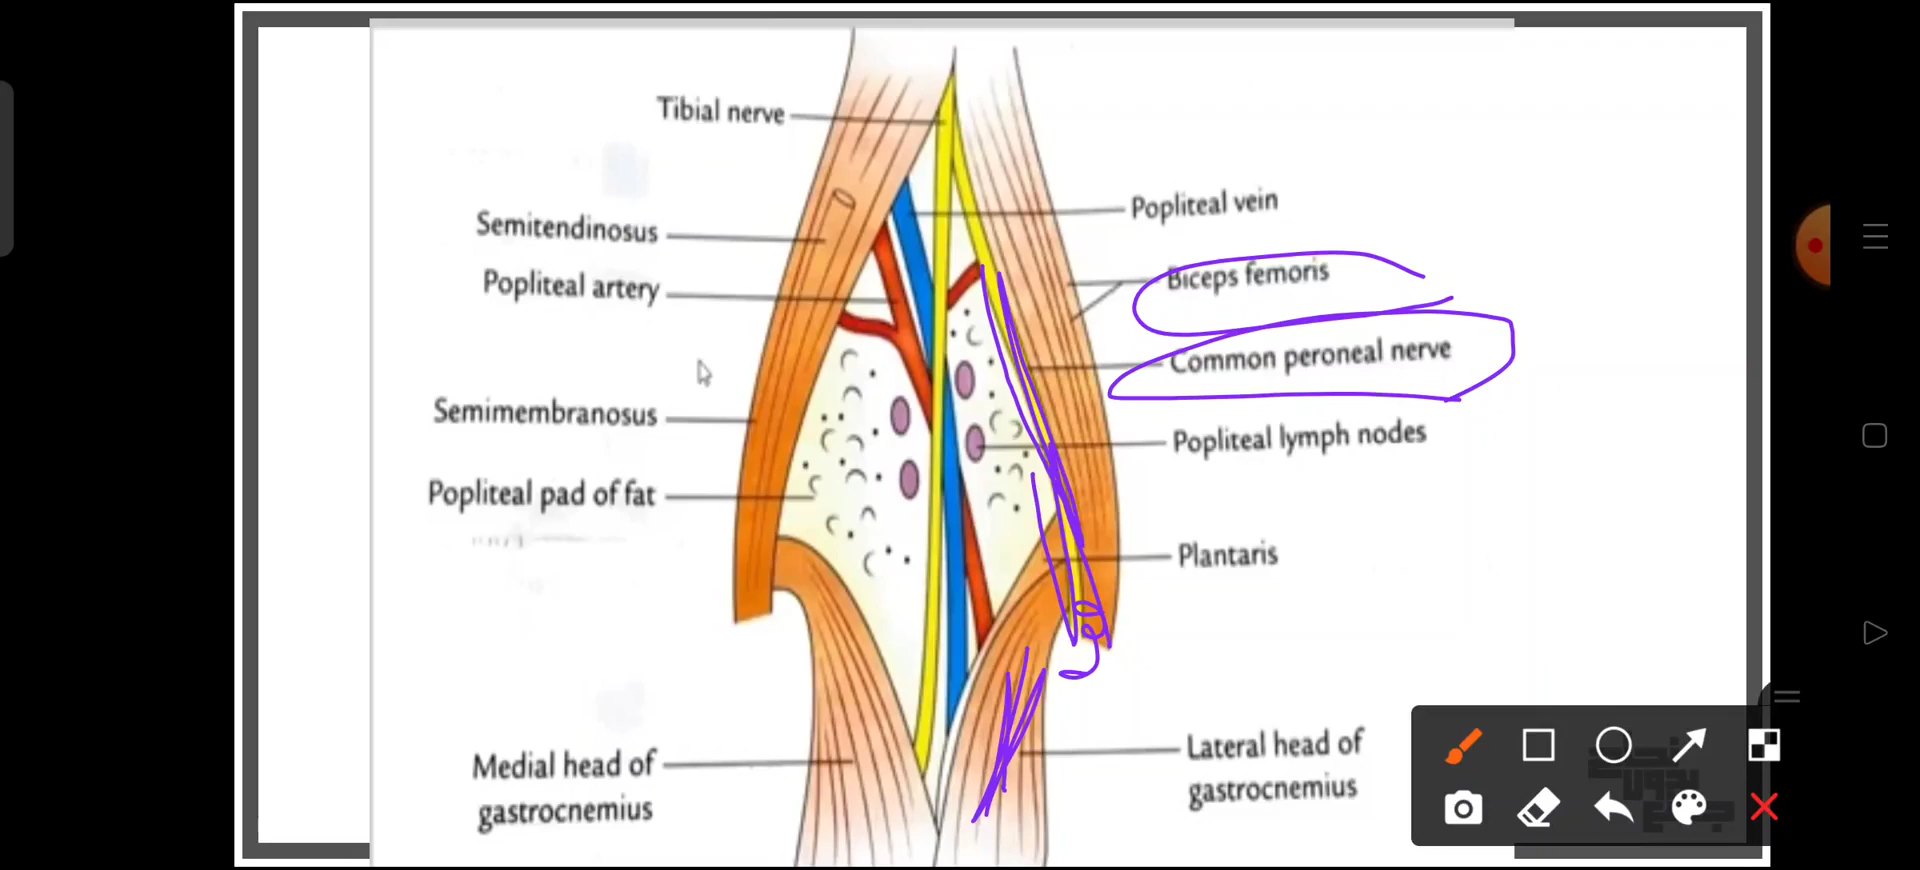 Tibial nerve
Popliteal vein
Semitendinosus
Biceps femoris
Popliteal artery
Common peroneal nerve
Semimembranosus
Popliteal lymph nodes
Popliteal pad of fat
Plantaris
Medial head of
gastrocnemius
Lateral head of
gastrocnemius